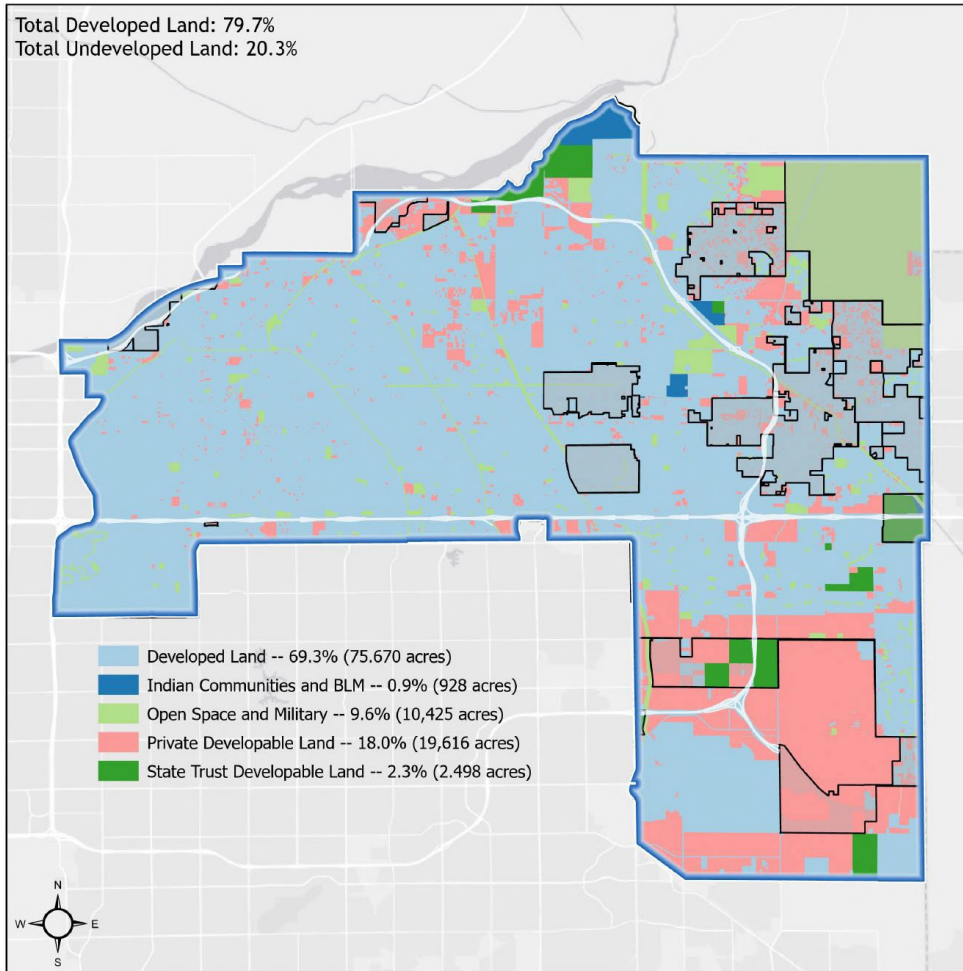 Total Developed Land: 79.7%
Total Undeveloped Land: 20.3%
Developed Land -- 69.3% (75.670 acres)
Indian Communities and BLM -- 0.9% (928 acres)
Open Space and Military -- 9.6% (10,425 acres)
Private Developable Land -- 18.0% (19,616 acres)
State Trust Developable Land -- 2.3% (2.498 acres)
N
W E
S